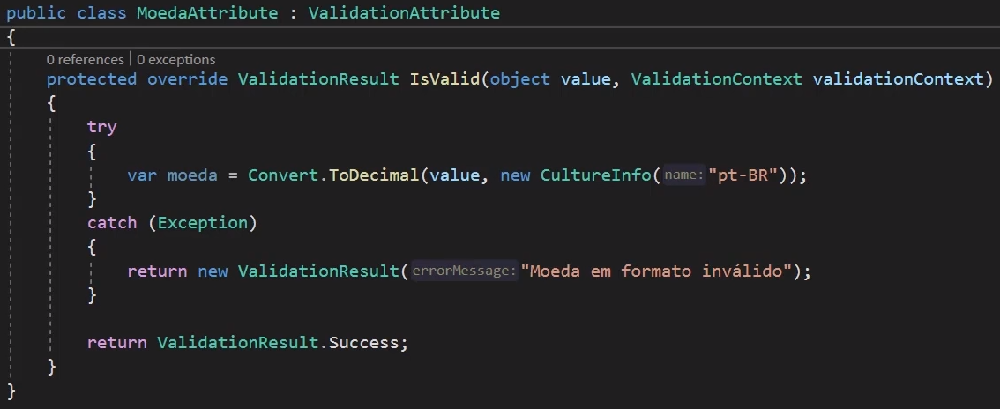 public class MoedaAttribute : ValidationAttribute
{
0 references | 0 exceptions
protected override ValidationResult IsValid(object value, ValidationContext validationContext)
{
try
{
var moeda = Convert.ToDecimal(value, new CultureInfo(name:"pt-BR"));
}
catch (Exception)
{
return new ValidationResult(errorMessage:"Moeda em formato inválido");
}
return ValidationResult.Success;
}
}